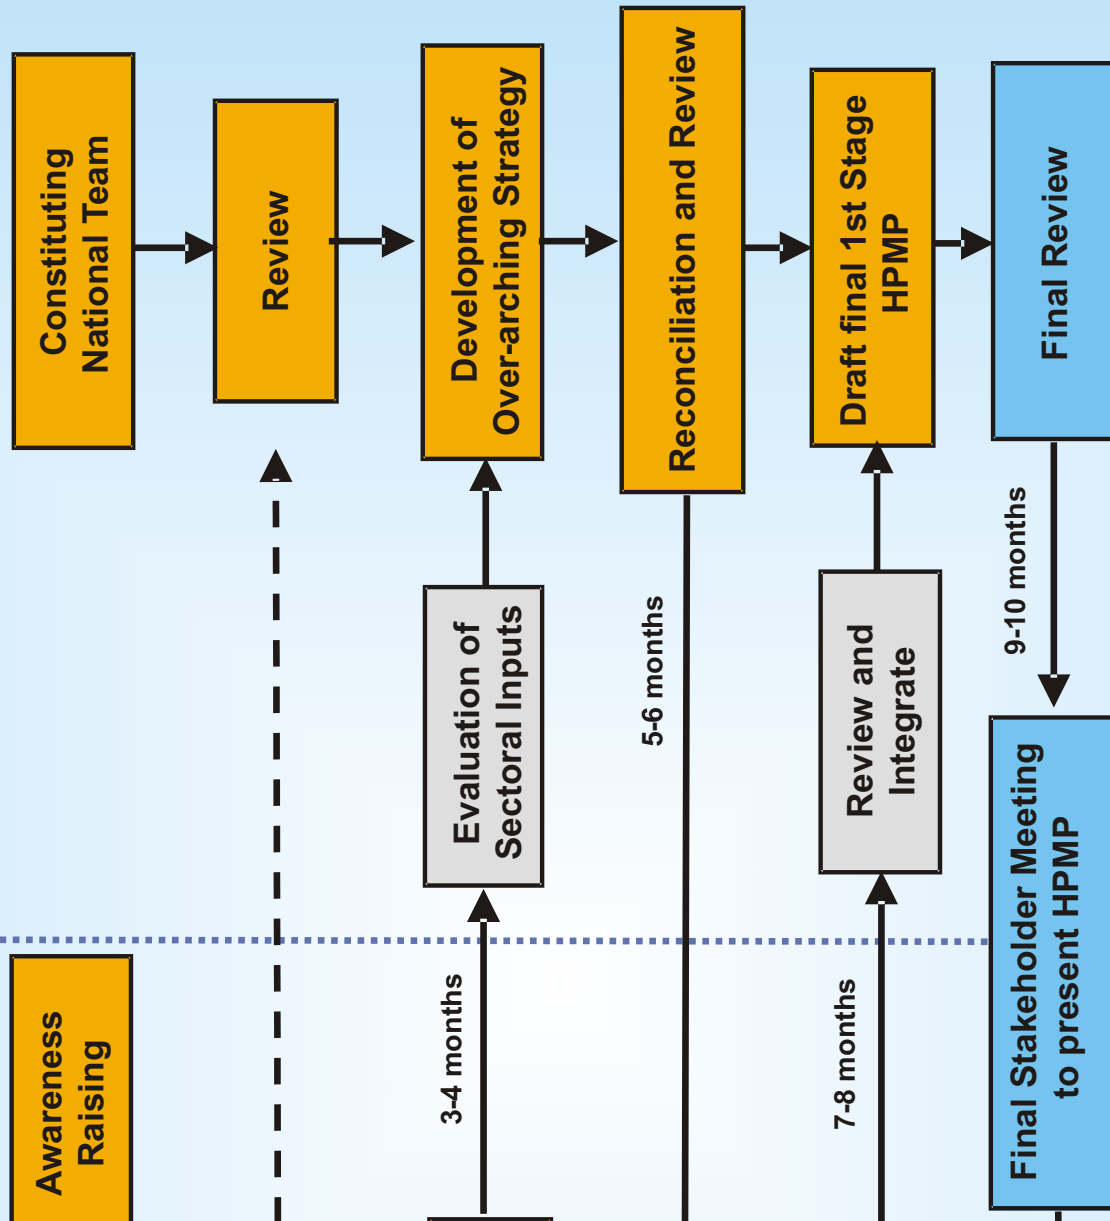 Constituting
National Team
Review
Development of
Over-arching Strategy
Reconciliation and Review
Draft final 1st Stage
HPMP
Final Review
Evaluation of
Sectoral Inputs
5-6 months
Review and
Integrate
9-10 months
Awareness
Raising
3-4 months
7-8 months
Final Stakeholder Meeting
to present HPMP